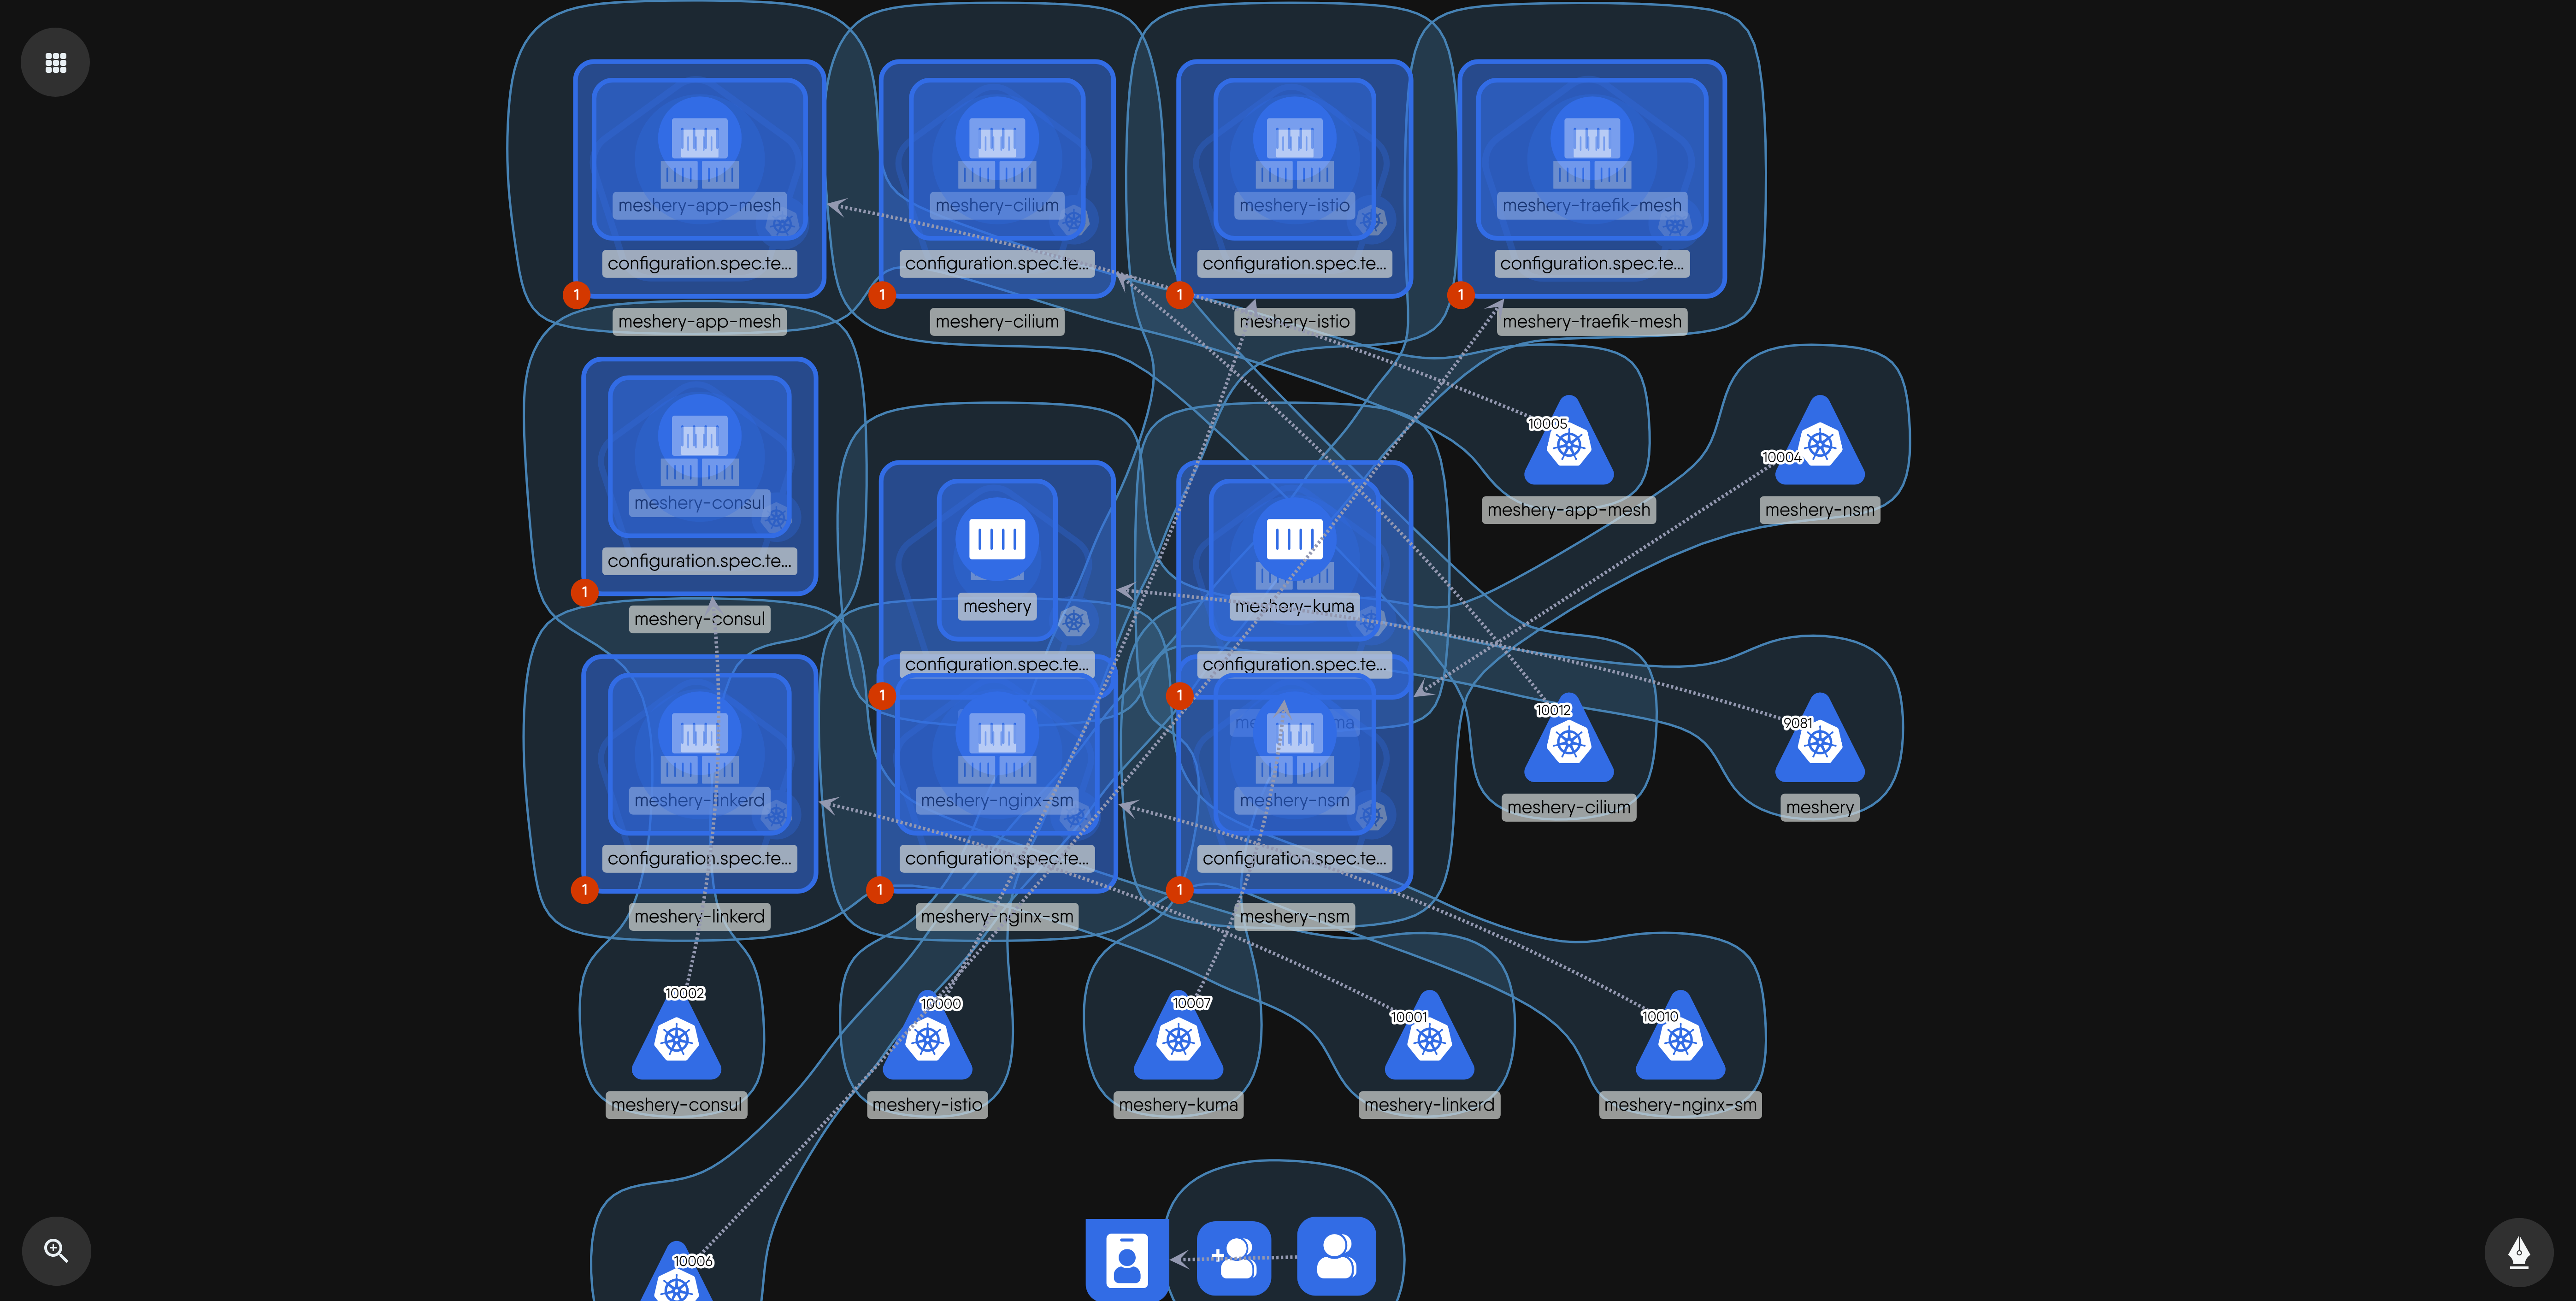 meshery-app-mesh
meshery-cilium
meshery-istio
meshery-traefik-mesh
configuration.spec.te...
configuration.spec.te...
configuration.spec.te...
configuration.spec.te...
1
1
1
1
meshery-app-mesh
meshery-cilium
meshery-istio
meshery-traefik-mesh
10005
10004
meshery-consul
meshery-app-mesh
meshery-nsm
configuration.spec.te...
1
meshery
meshery-kuma
meshery-consul
configuration.spec.te...
configuration.spec.te...
1
1
10012
9081
meshery-linkerd
meshery-nginx-sm
meshery-nsm
meshery-cilium
meshery
configuration.spec.te...
configuration.spec.te...
configuration.spec.te...
1
1
1
meshery-linkerd
meshery-nginx-sm
meshery-nsm
10002
10000
10007
10001
10010
meshery-consul
meshery-istio
meshery-kuma
meshery-linkerd
meshery-nginx-sm
10006